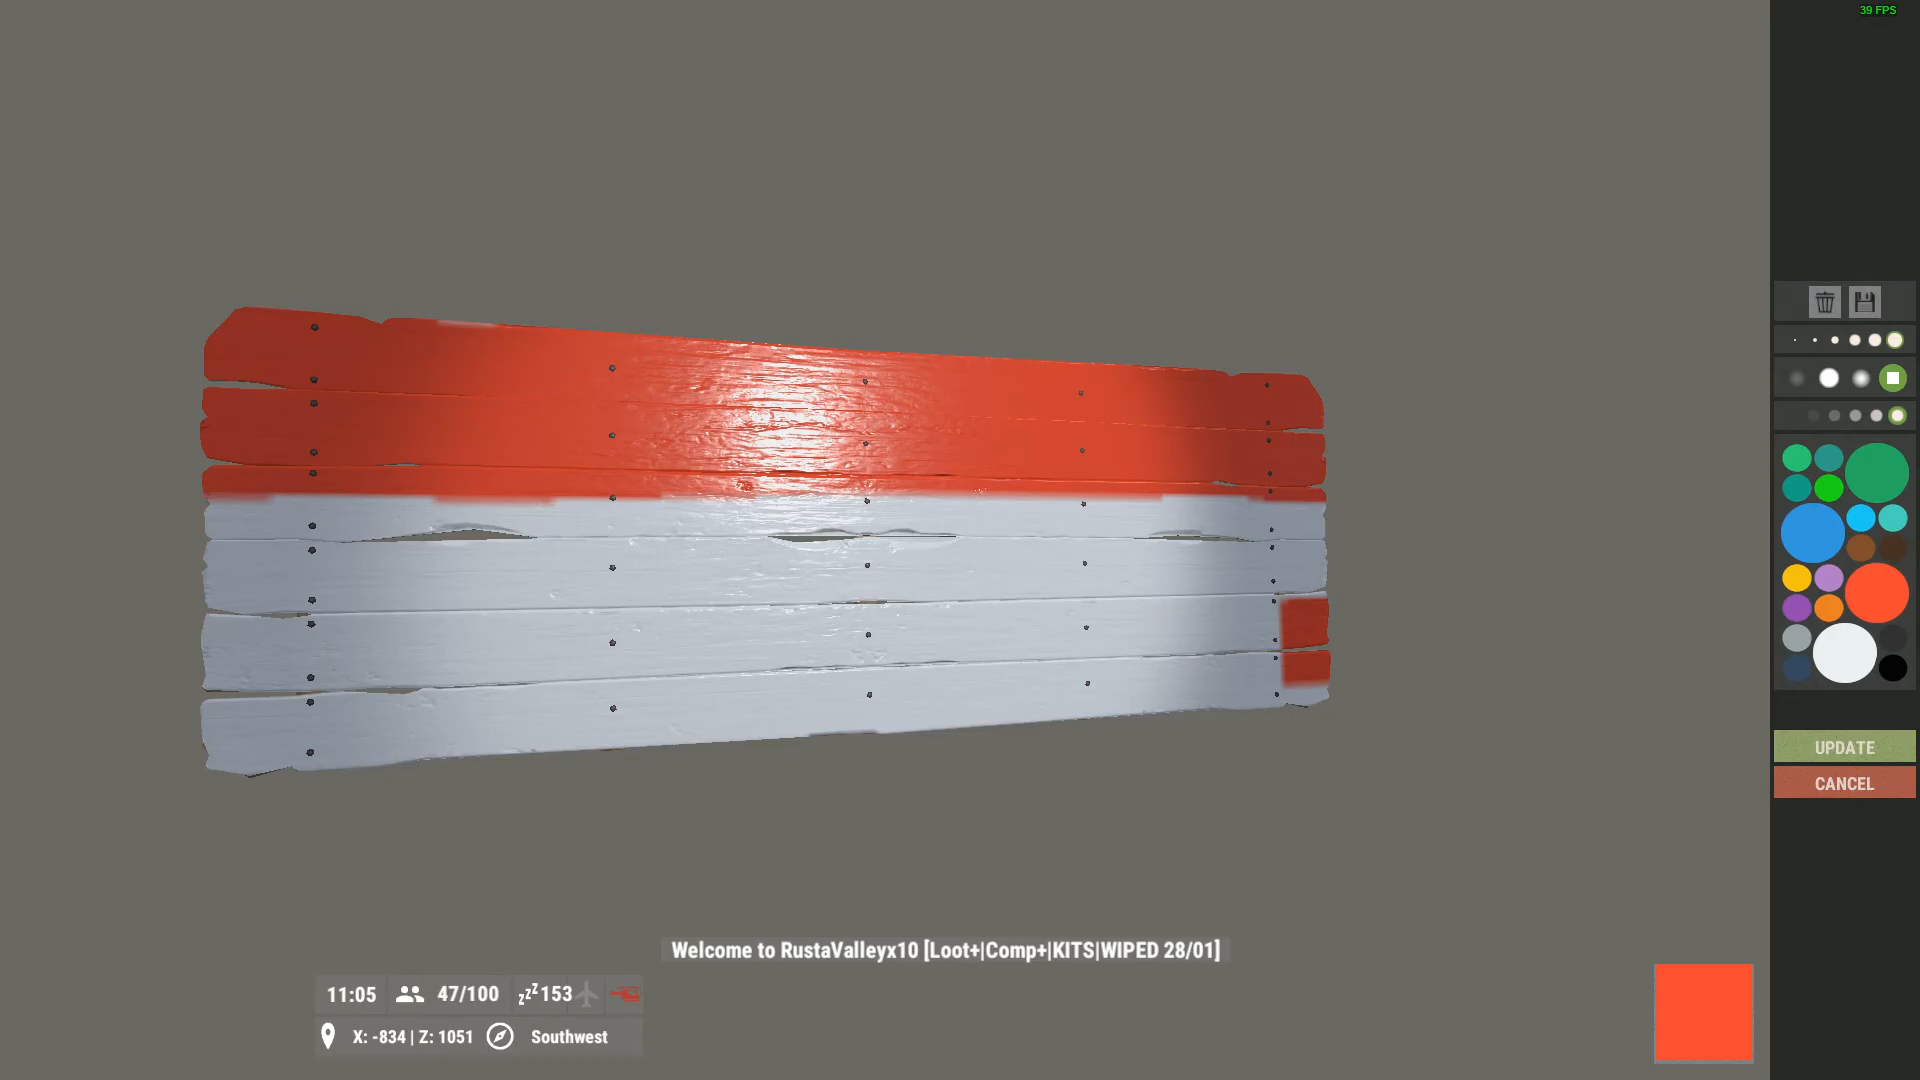 39 FPS
UPDATE
CANCEL
Welcome to RustaValleyx10 [Loot+|Comp+|KITS|WIPED 28/01]
11:05 47/100 zzz153
X: -834 | Z: 1051 Southwest